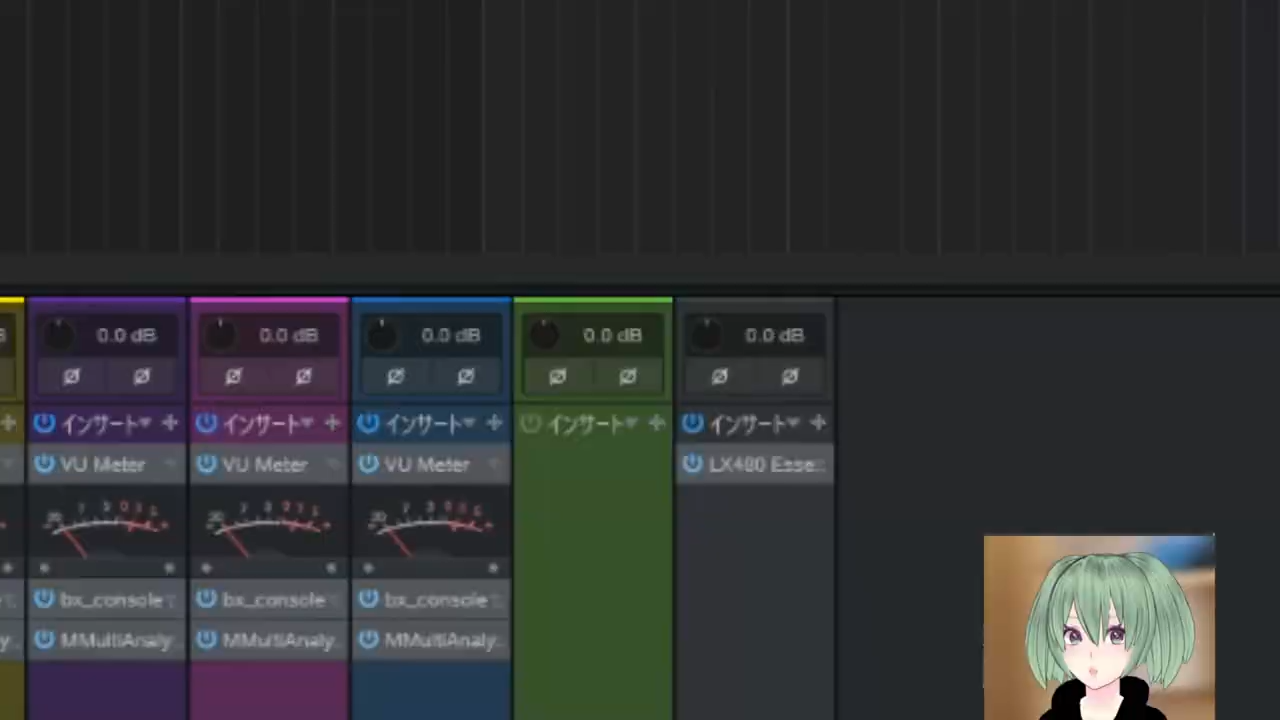 0.0 dB 0.0 dB 0.0 dB 0.0 dB 0.0 dB
Ø Ø Ø Ø Ø Ø Ø Ø Ø Ø
インサート インサート インサート インサート インサート
VU Meter VU Meter VU Meter LX480 Esse...
bx_console bx_console bx_console
MMultiAnaly... MMultiAnaly... MMultiAnaly...